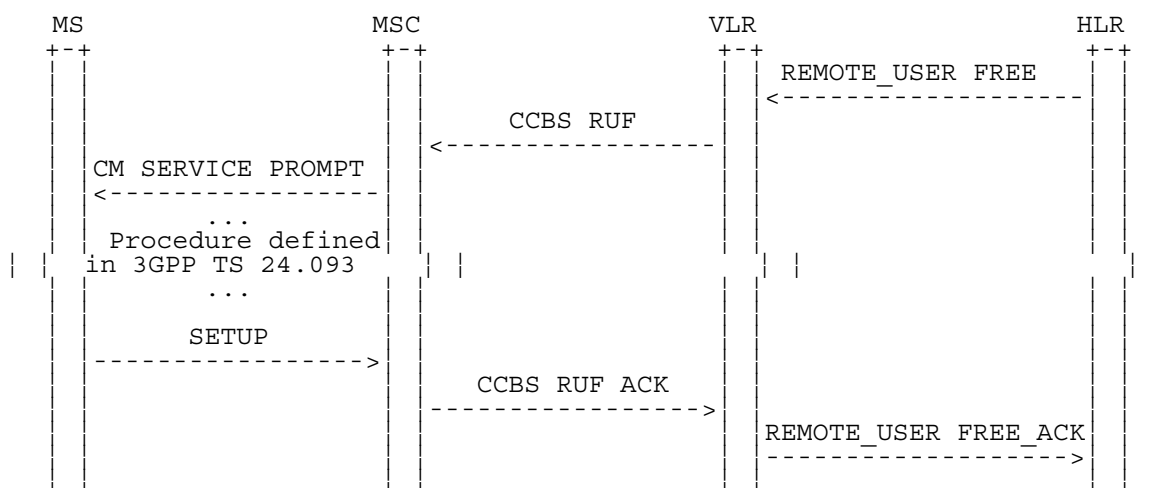 MS MSC VLR HLR
REMOTE_USER FREE
CCBS RUF
CM SERVICE PROMPT
...
Procedure defined
in 3GPP TS 24.093
...
SETUP
CCBS RUF ACK
REMOTE_USER FREE_ACK